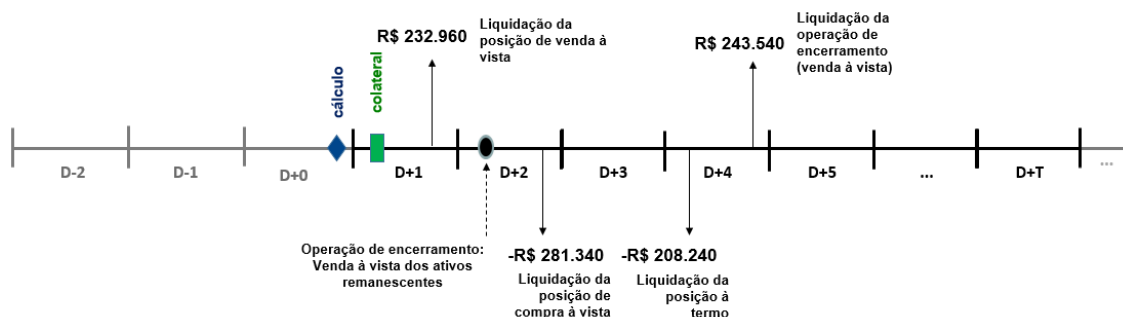 R$ 232.960
Liquidação da
posição de venda à
vista
R$ 243.540
Liquidação da
operação de
encerramento
(venda à vista)
cálculo
colateral
D-2
D-1
D+0
D+1
D+2
D+3
D+4
D+5
...
D+T
...
Operação de encerramento:
Venda à vista dos ativos
remanescentes
-R$ 281.340
Liquidação da
posição de
compra à vista
-R$ 208.240
Liquidação da
posição à
termo